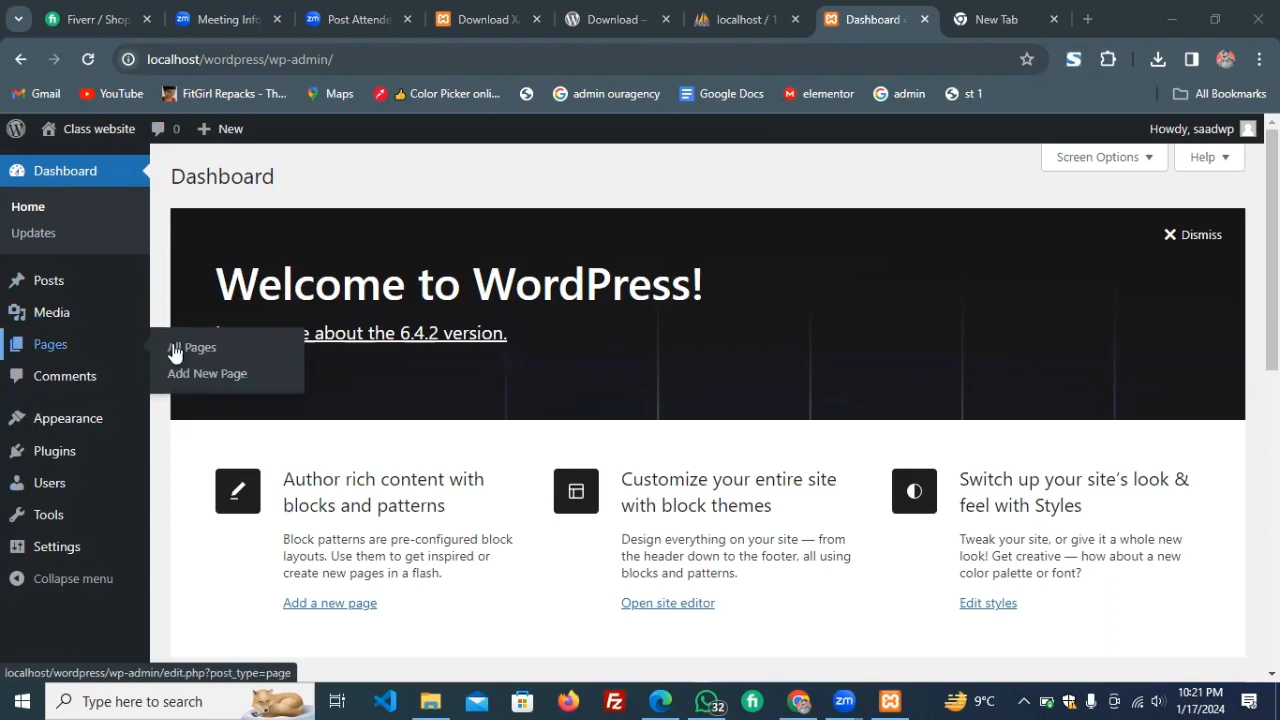 Fiverr / Shop
Meeting Info
Post Attende
Download X
Download –
localhost / 1
Dashboard
New Tab
localhost/wordpress/wp-admin/
Gmail
YouTube
FitGirl Repacks - Th...
Maps
👍 Color Picker onli...
admin ouragency
Google Docs
elementor
admin
st 1
All Bookmarks
Class website
0
New
Howdy, saadwp
Dashboard
Home
Updates
Posts
Media
Pages
Comments
Appearance
Plugins
Users
Tools
Settings
Collapse menu
All Pages
Add New Page
Dashboard
Screen Options
Help
Dismiss
Welcome to WordPress!
about the 6.4.2 version.
Author rich content with
blocks and patterns
Block patterns are pre-configured block
layouts. Use them to get inspired or
create new pages in a flash.
Add a new page
Customize your entire site
with block themes
Design everything on your site — from
the header down to the footer, all using
blocks and patterns.
Open site editor
Switch up your site's look &
feel with Styles
Tweak your site, or give it a whole new
look! Get creative — how about a new
color palette or font?
Edit styles
localhost/wordpress/wp-admin/edit.php?post_type=page
Type here to search
32
9°C
10:21 PM
1/17/2024